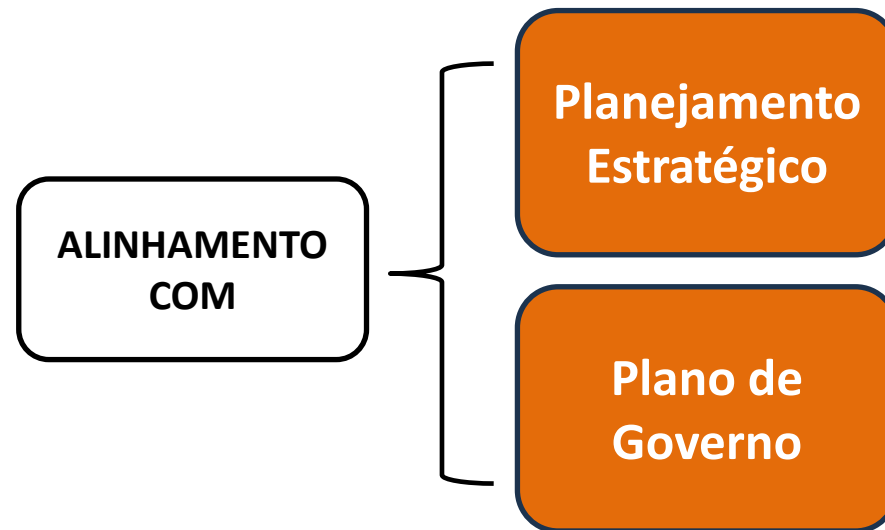 ALINHAMENTO
COM
Planejamento
Estratégico
Plano de
Governo